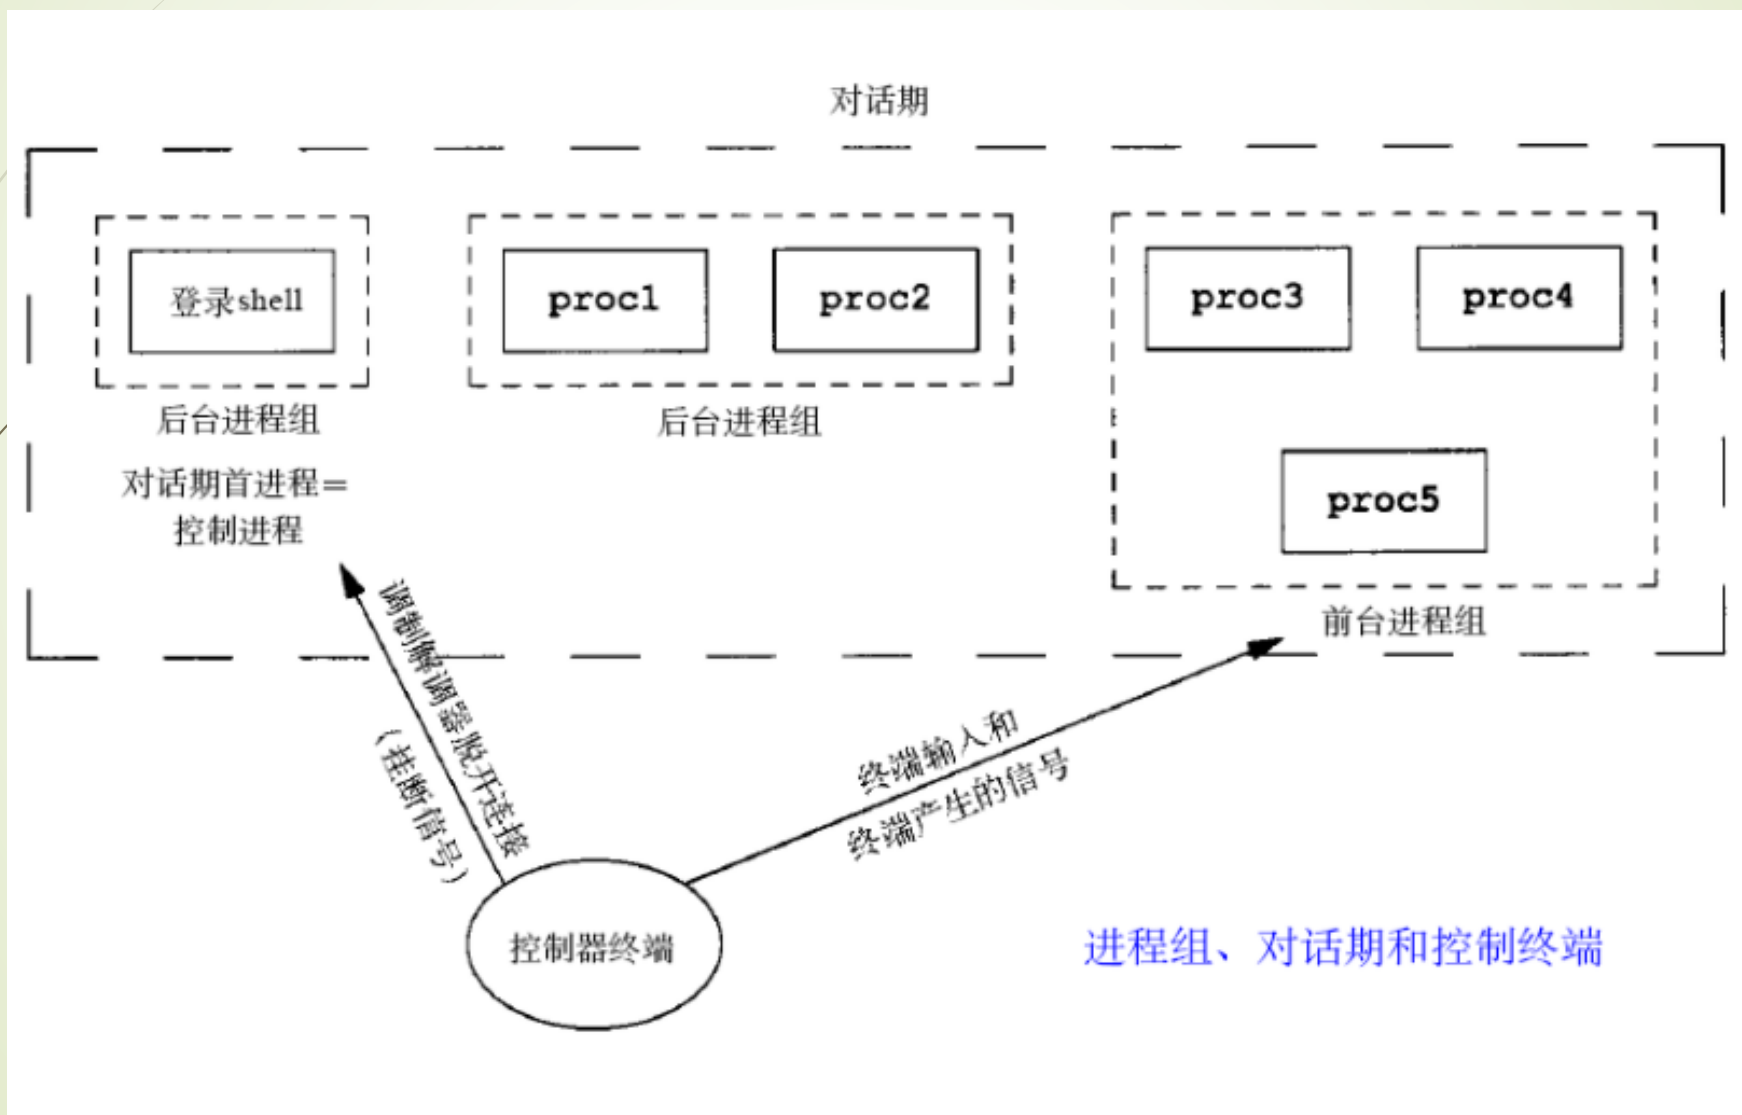 对话期
登录shell
proc1
proc2
proc3
proc4
proc5
后台进程组
对话期首进程=
控制进程
后台进程组
前台进程组
调制解调器脱开连接
(挂断信号)
终端输入和
终端产生的信号
控制器终端
进程组、对话期和控制终端